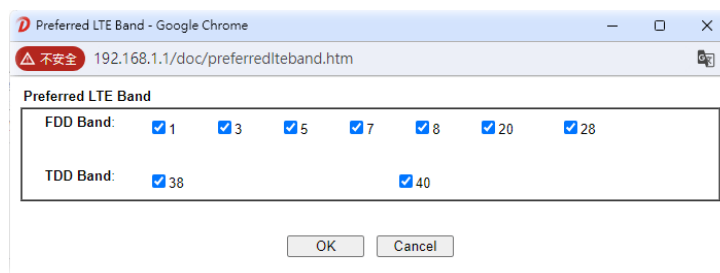 Preferred LTE Band - Google Chrome
不安全 192.168.1.1/doc/preferredlteband.htm
Preferred LTE Band
FDD Band: 1 3 5 7 8 20 28
TDD Band: 38 40
OK Cancel